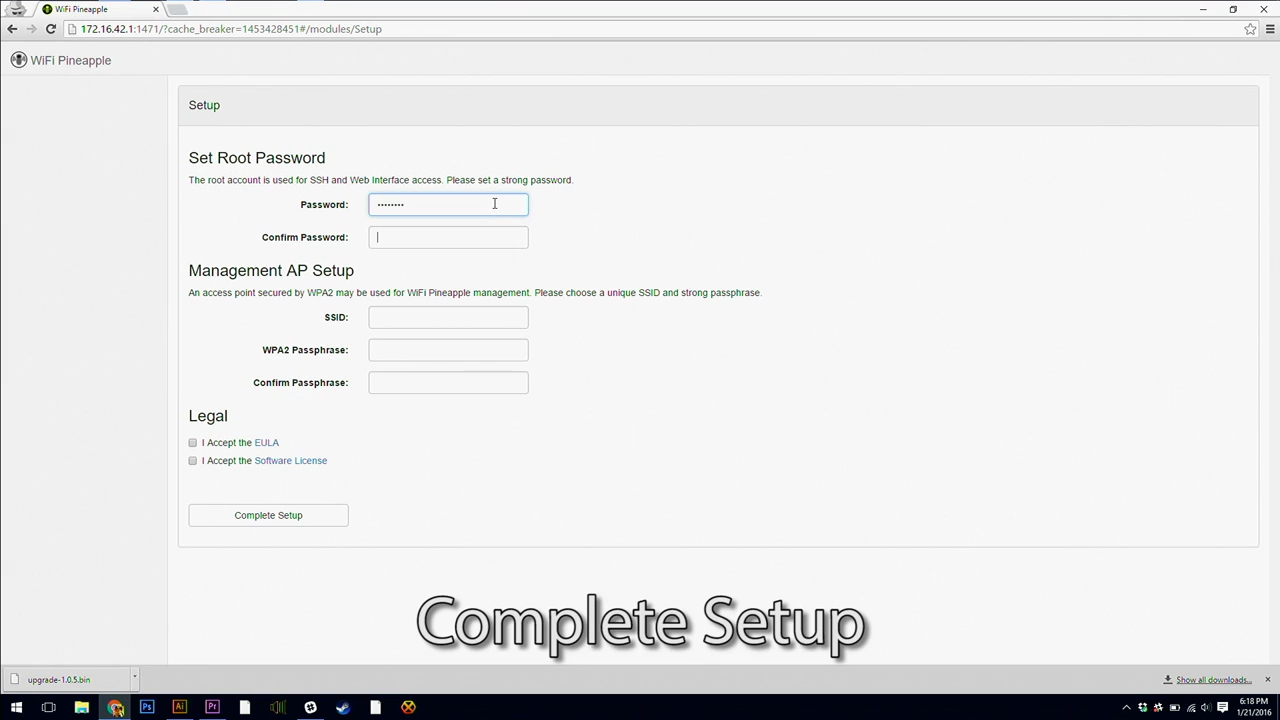 WiFi Pineapple
172.16.42.1:1471/?cache_breaker=1453428451#/modules/Setup
WiFi Pineapple
Setup
Set Root Password
The root account is used for SSH and Web Interface access. Please set a strong password.
Password: ••••••••
Confirm Password:
Management AP Setup
An access point secured by WPA2 may be used for WiFi Pineapple management. Please choose a unique SSID and strong passphrase.
SSID:
WPA2 Passphrase:
Confirm Passphrase:
Legal
I Accept the EULA
I Accept the Software License
Complete Setup
Complete Setup
upgrade-1.0.5.bin
Show all downloads...
Ps
Ai
Pr
6:18 PM
1/21/2016